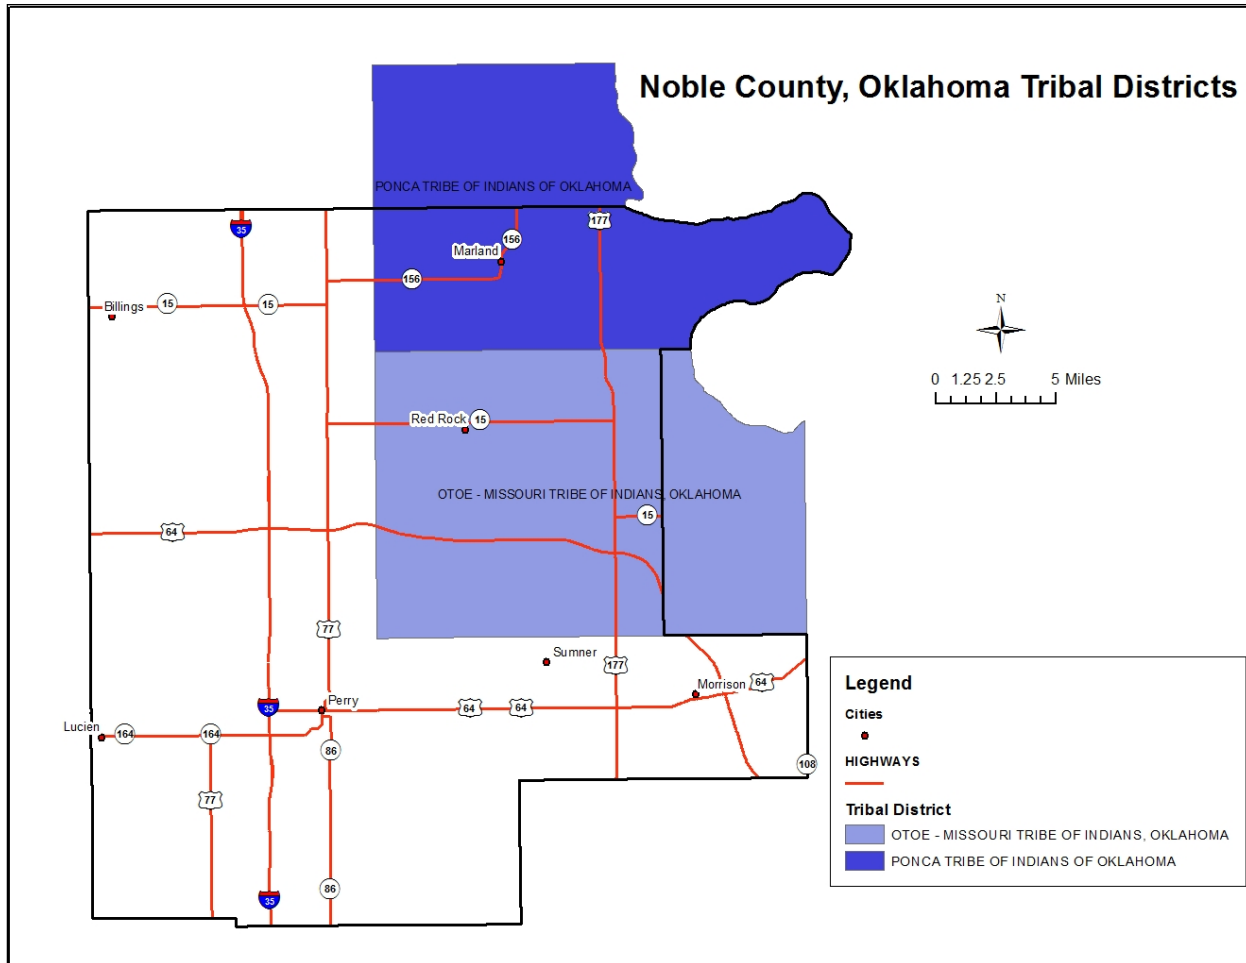 Noble County, Oklahoma Tribal Districts
PONCA TRIBE OF INDIANS OF OKLAHOMA
35
177
156
Marland
156
Billings
15
15
N
0 1.25 2.5 5 Miles
Red Rock
15
OTOE - MISSOURI TRIBE OF INDIANS, OKLAHOMA
15
64
77
Sumner
177
Morrison
64
Perry
35
64
64
Lucien
164
164
86
108
77
86
35
Legend
Cities
HIGHWAYS
Tribal District
OTOE - MISSOURI TRIBE OF INDIANS, OKLAHOMA
PONCA TRIBE OF INDIANS OF OKLAHOMA